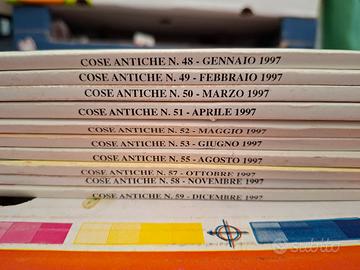 COSE ANTICHE N. 48 - GENNAIO 1997
COSE ANTICHE N. 49 - FEBBRAIO 1997
COSE ANTICHE N. 50 - MARZO 1997
COSE ANTICHE N. 51 - APRILE 1997
COSE ANTICHE N. 52 - MAGGIO 1997
COSE ANTICHE N. 53 - GIUGNO 1997
COSE ANTICHE N. 55 - AGOSTO 1997
COSE ANTICHE N. 57 - OTTOBRE 1997
COSE ANTICHE N. 58 - NOVEMBRE 1997
COSE ANTICHE N. 59 - DICEMBRE 1997
subito